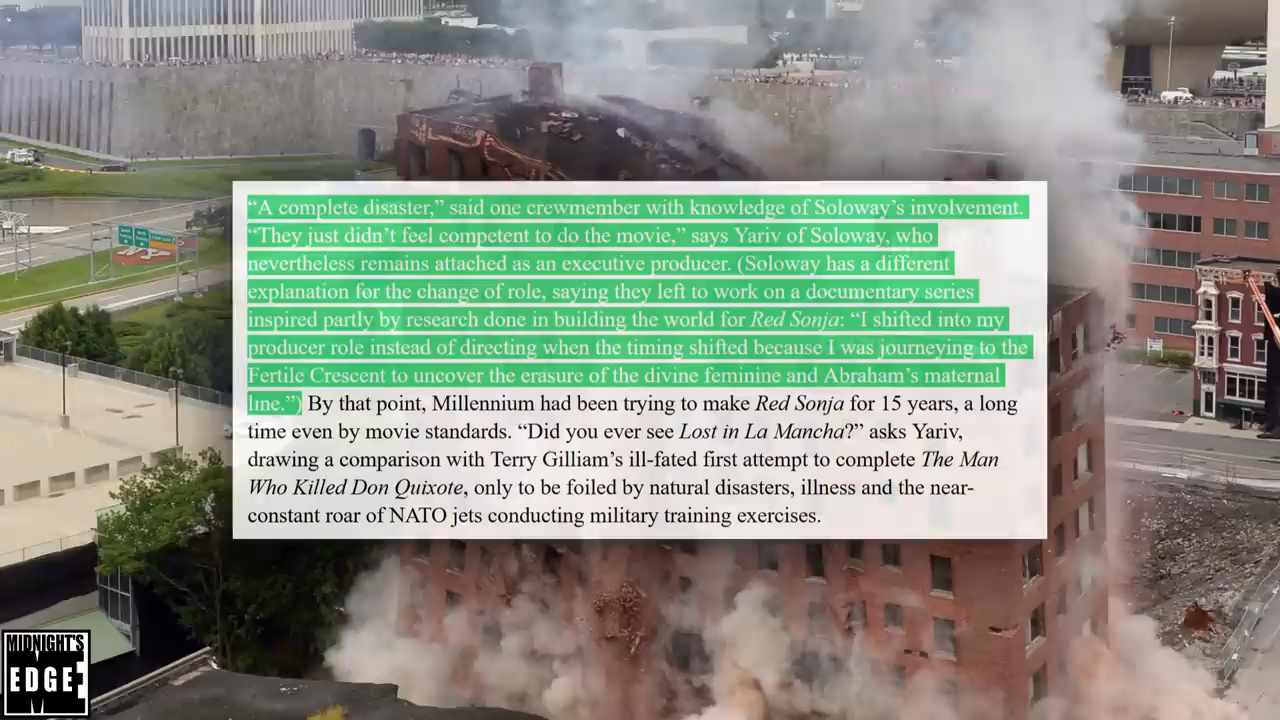 “A complete disaster,” said one crewmember with knowledge of Soloway’s involvement.
“They just didn’t feel competent to do the movie,” says Yariv of Soloway, who
nevertheless remains attached as an executive producer. (Soloway has a different
explanation for the change of role, saying they left to work on a documentary series
inspired partly by research done in building the world for Red Sonja: “I shifted into my
producer role instead of directing when the timing shifted because I was journeying to the
Fertile Crescent to uncover the erasure of the divine feminine and Abraham’s maternal
line.”) By that point, Millennium had been trying to make Red Sonja for 15 years, a long
time even by movie standards. “Did you ever see Lost in La Mancha?” asks Yariv,
drawing a comparison with Terry Gilliam’s ill-fated first attempt to complete The Man
Who Killed Don Quixote, only to be foiled by natural disasters, illness and the near-
constant roar of NATO jets conducting military training exercises.
MIDNIGHT'S
EDGE